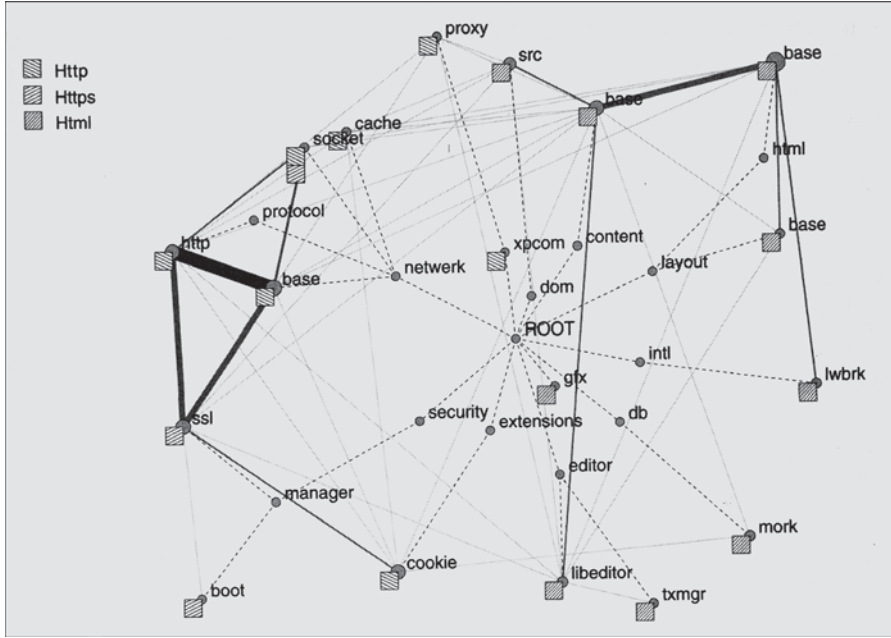 proxy
src
base
base
Http
Https
Html
cache
socket
html
protocol
http
xpcom
content
base
base
netwerk
layout
dom
ROOT
intl
gfx
lwbrk
ssl
security
extensions
db
editor
manager
mork
cookie
libeditor
boot
txmgr